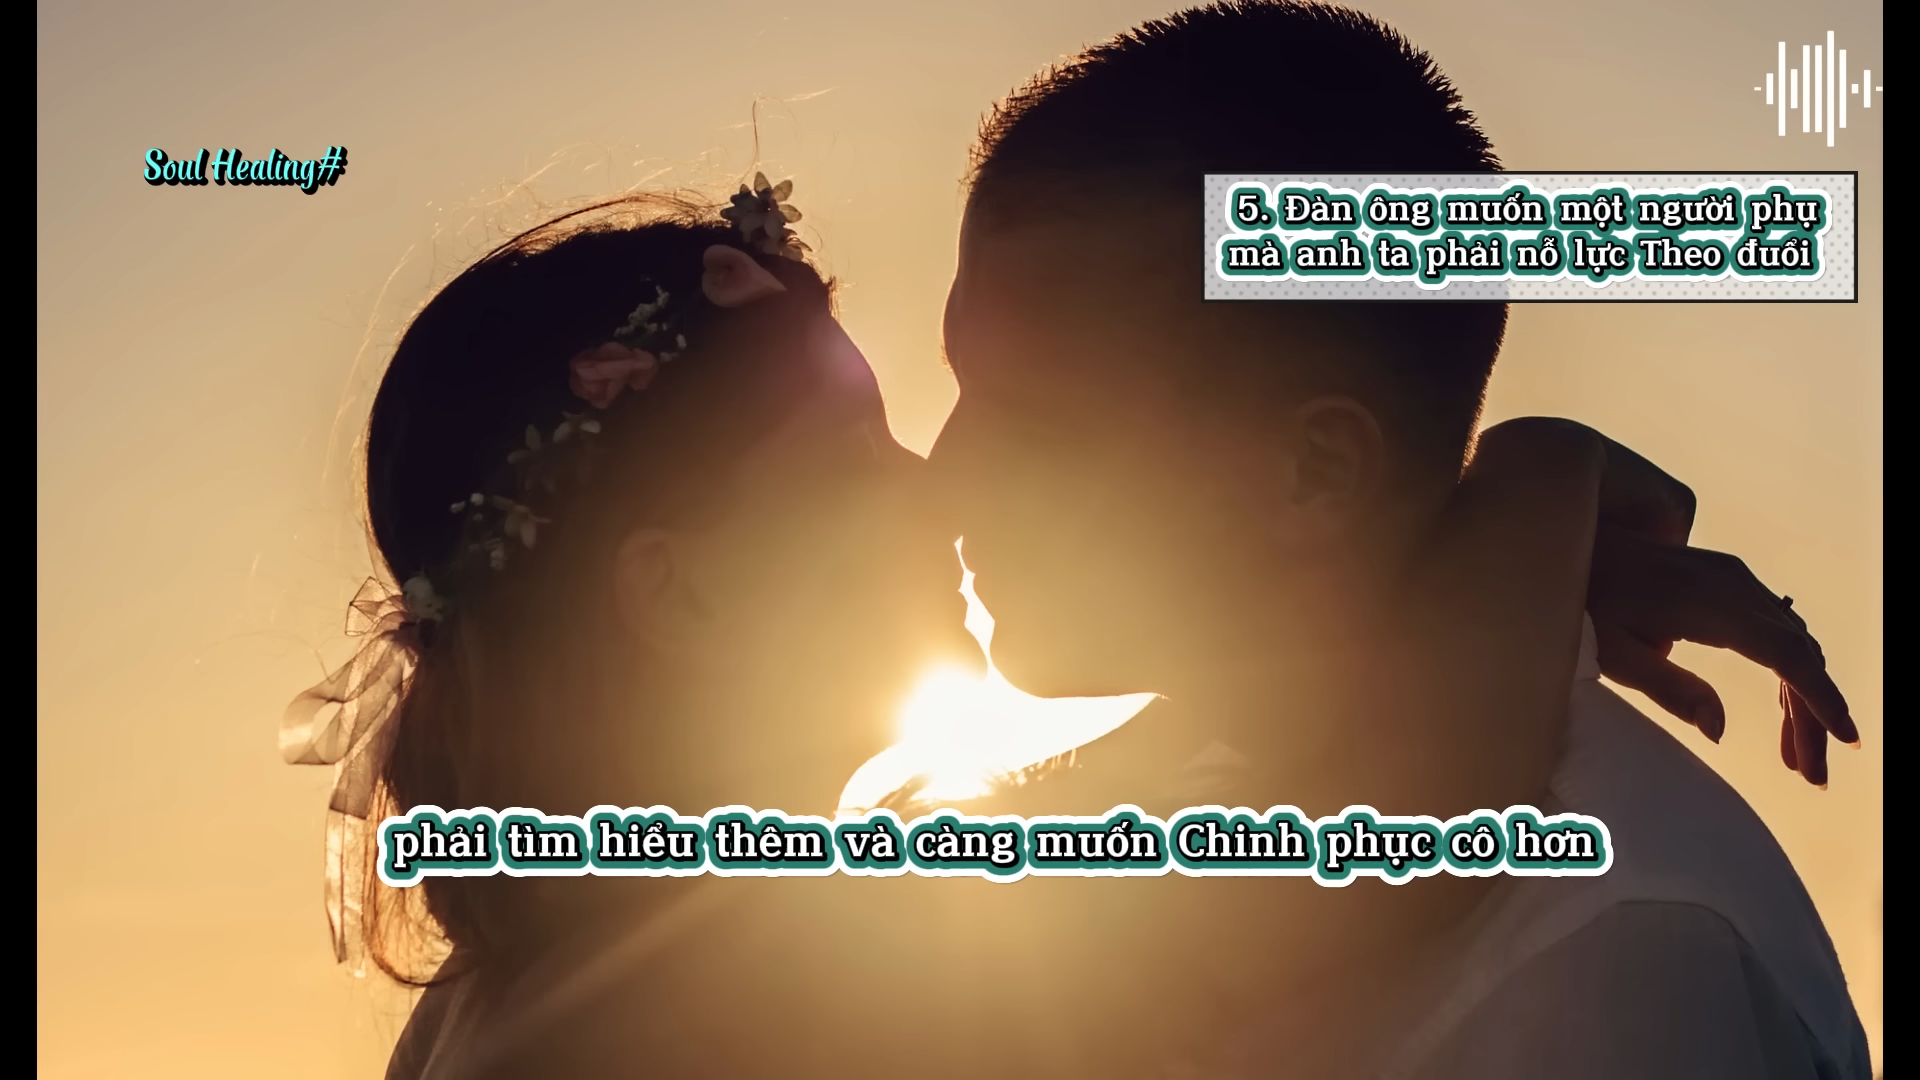 Soul Healing#
5. Đàn ông muốn một người phụ
mà anh ta phải nỗ lực Theo đuổi
phải tìm hiểu thêm và càng muốn Chinh phục cô hơn